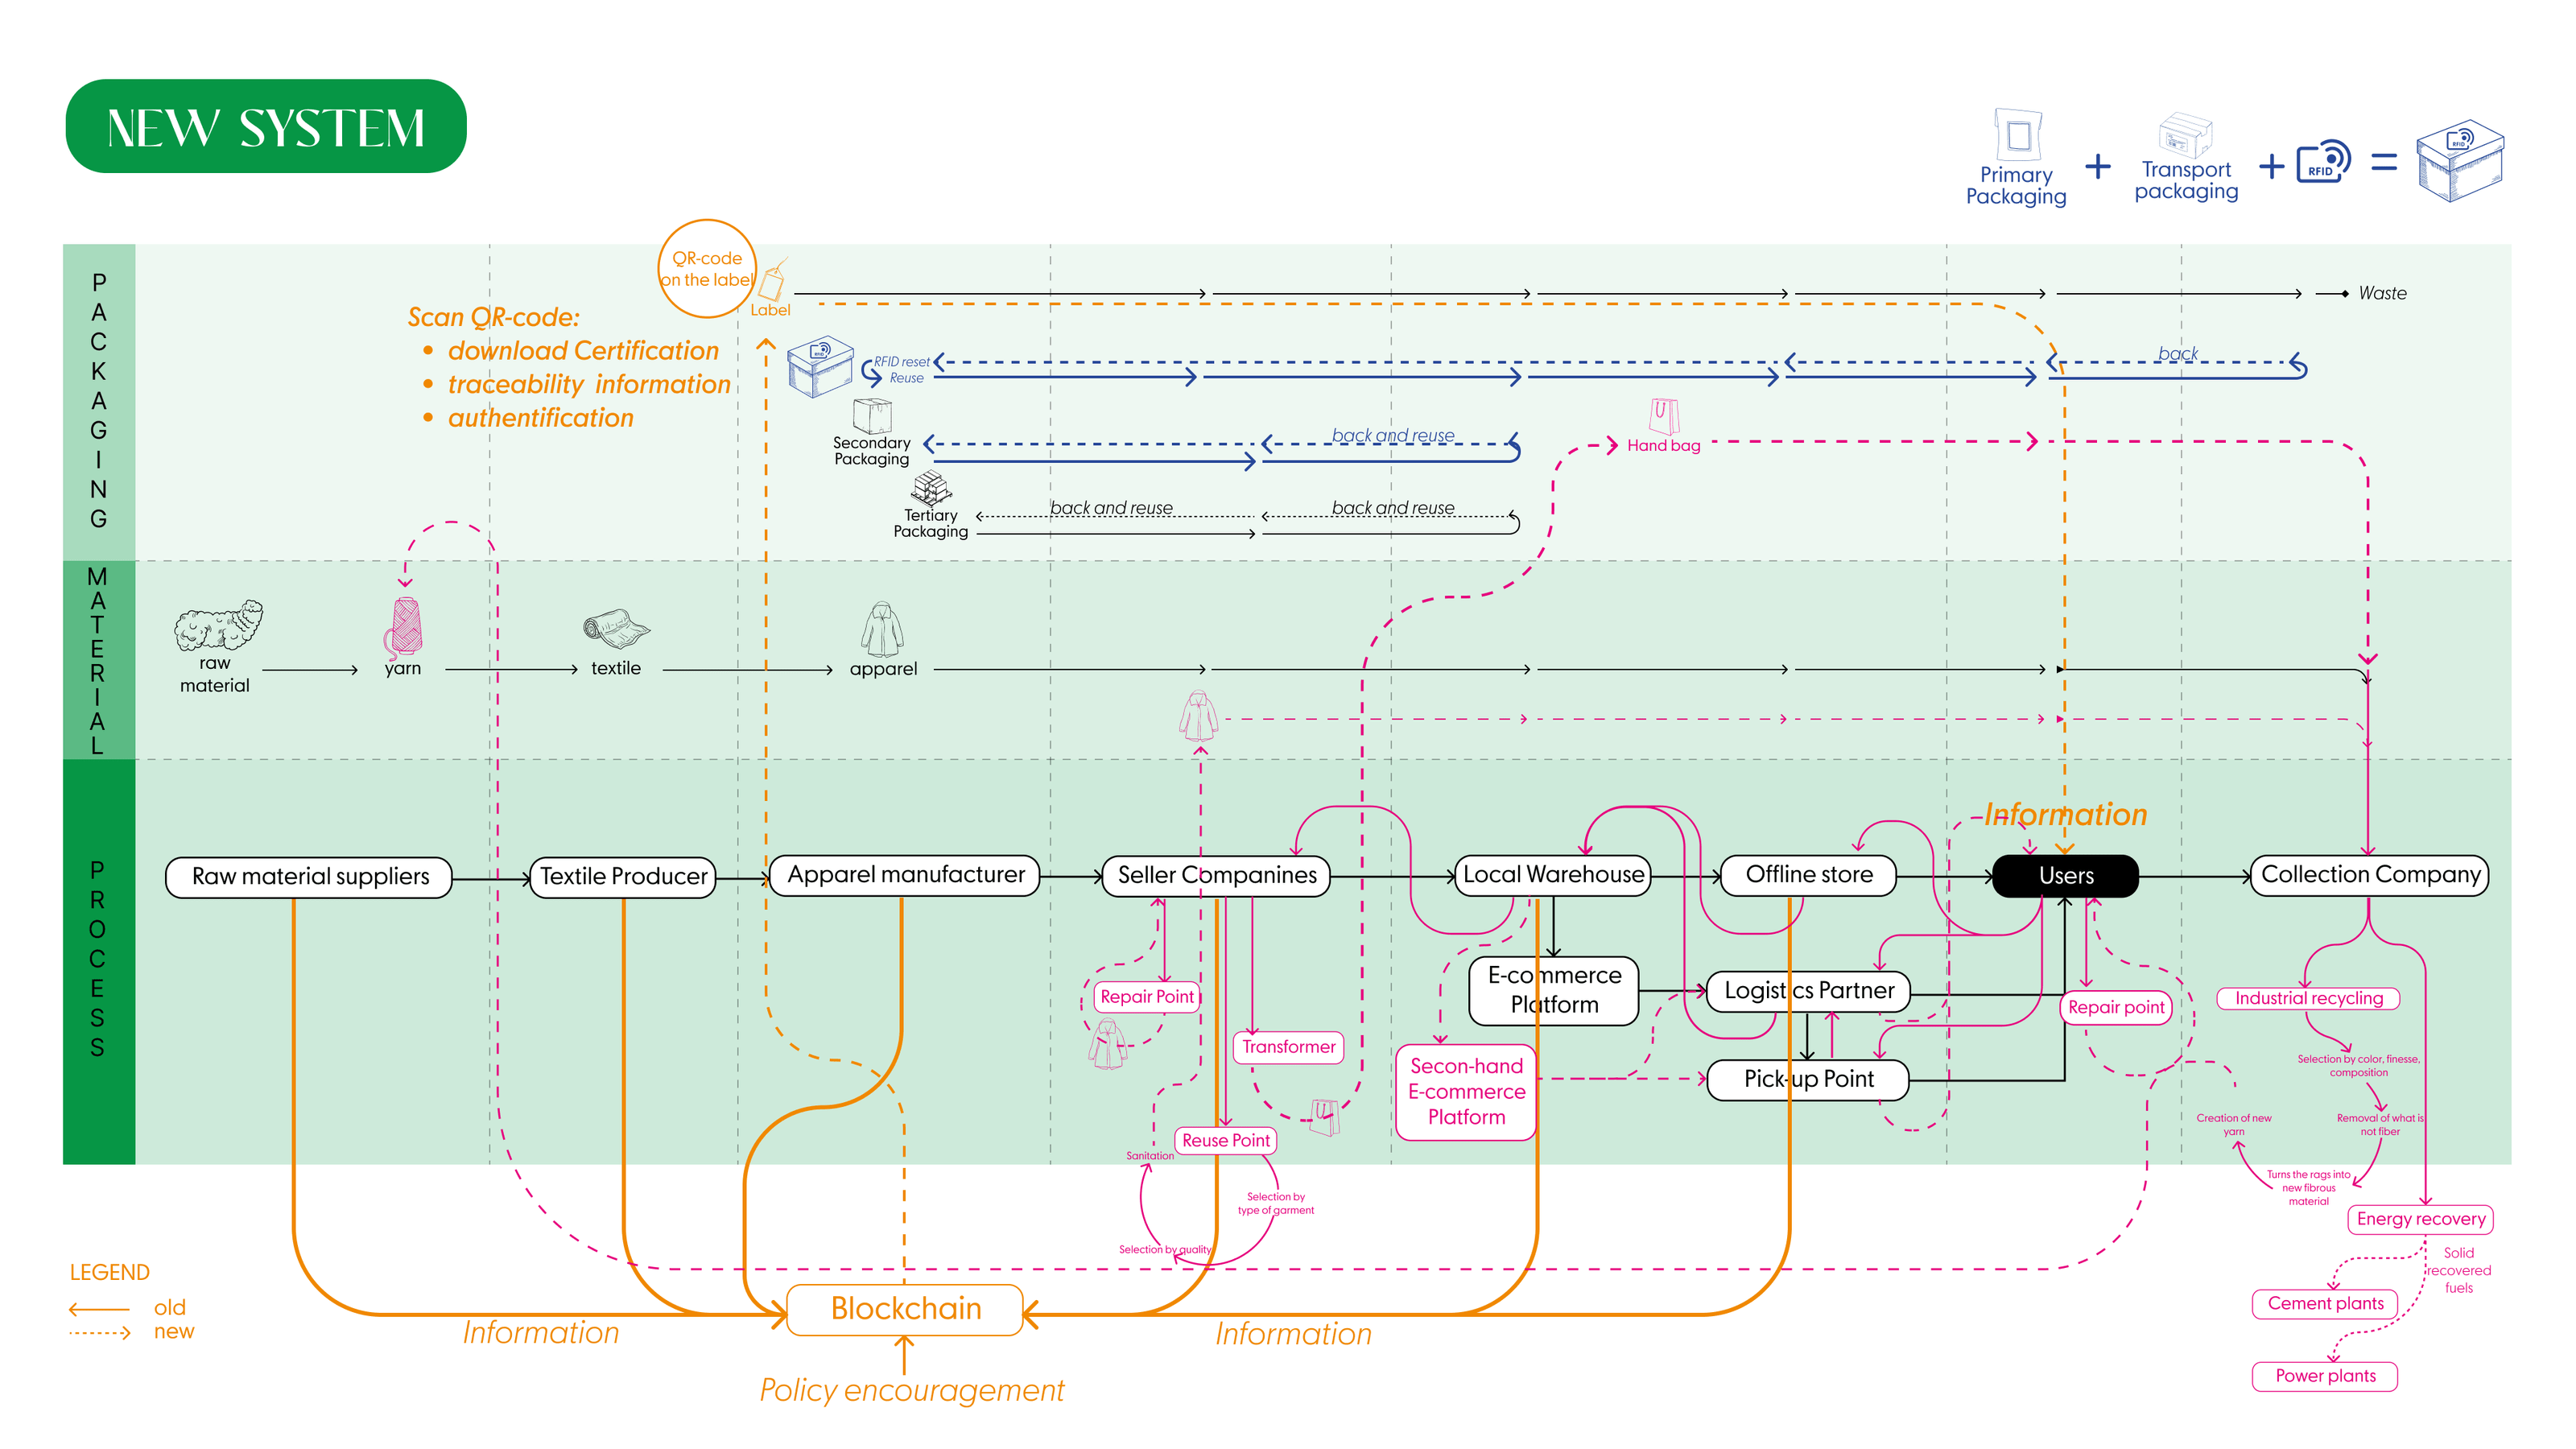 NEW SYSTEM
Primary
Packaging
+
Transport
packaging
+
RFID
=
RFID
PACKAGING
QR-code
on the label
Label
Waste
Scan QR-code:
• download Certification
• traceability information
• authentification
RFID
RFID reset
Reuse
back
Secondary
Packaging
back and reuse
Hand bag
Tertiary
Packaging
back and reuse
back and reuse
MATERIAL
raw
material
yarn
textile
apparel
PROCESS
Information
Raw material suppliers
Textile Producer
Apparel manufacturer
Seller Companines
Local Warehouse
Offline store
Users
Collection Company
E-commerce
Platform
Logistics Partner
Repair Point
Repair point
Industrial recycling
Transformer
Secon-hand
E-commerce
Platform
Pick-up Point
Selection by color, finesse,
composition
Creation of new
yarn
Removal of what is
not fiber
Reuse Point
Sanitation
Selection by
type of garment
Selection by quality
Turns the rags into
new fibrous
material
Energy recovery
Solid
recovered
fuels
Cement plants
Power plants
LEGEND
old
new
Information
Blockchain
Information
Policy encouragement